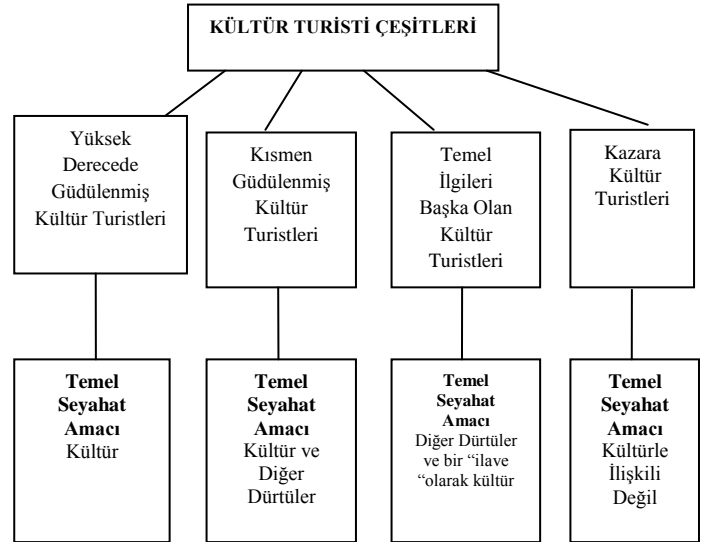 KÜLTÜR TURİSTİ ÇEŞİTLERİ
Yüksek
Derecede
Güdülenmiş
Kültür Turistleri
Kısmen
Güdülenmiş
Kültür
Turistleri
Temel
İlgileri
Başka Olan
Kültür
Turistleri
Kazara
Kültür
Turistleri
Temel
Seyahat
Amacı
Kültür
Temel
Seyahat
Amacı
Kültür ve
Diğer
Dürtüler
Temel
Seyahat
Amacı
Diğer Dürtüler
ve bir “ilave
“olarak kültür
Temel
Seyahat
Amacı
Kültürle
İlişkili
Değil